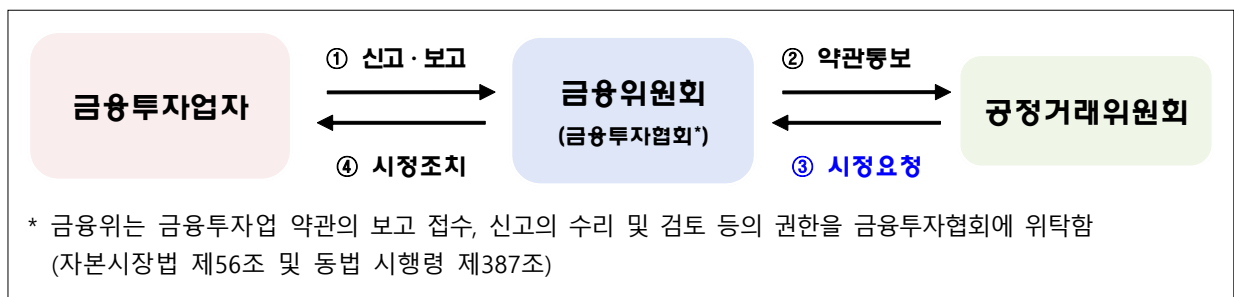 ① 신고 · 보고
② 약관통보
금융투자업자
금융위원회
(금융투자협회*)
공정거래위원회
④ 시정조치
③ 시정요청
* 금융위는 금융투자업 약관의 보고 접수, 신고의 수리 및 검토 등의 권한을 금융투자협회에 위탁함
(자본시장법 제56조 및 동법 시행령 제387조)